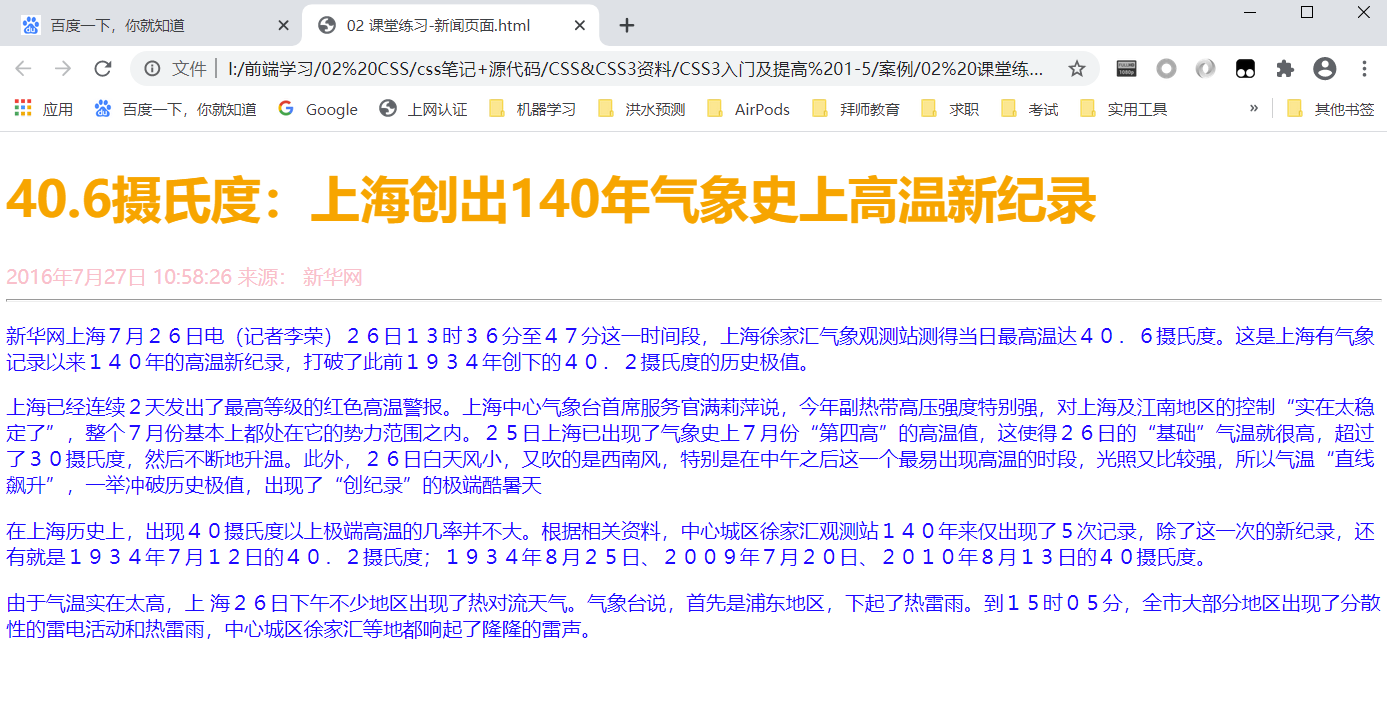 百度一下，你就知道
02 课堂练习-新闻页面.html
文件 | I:/前端学习/02%20CSS/css笔记+源代码/CSS&CSS3资料/CSS3入门及提高%201-5/案例/02%20课堂练...
应用 百度一下，你就知道 Google 上网认证 机器学习 洪水预测 AirPods 拜师教育 求职 考试 实用工具 » 其他书签
40.6摄氏度：上海创出140年气象史上高温新纪录
2016年7月27日 10:58:26 来源： 新华网
新华网上海７月２６日电（记者李荣）２６日１３时３６分至４７分这一时间段，上海徐家汇气象观测站测得当日最高温达４０．６摄氏度。这是上海有气象
记录以来１４０年的高温新纪录，打破了此前１９３４年创下的４０．２摄氏度的历史极值。
上海已经连续２天发出了最高等级的红色高温警报。上海中心气象台首席服务官满莉萍说，今年副热带高压强度特别强，对上海及江南地区的控制“实在太稳
定了”，整个７月份基本上都处在它的势力范围之内。２５日上海已出现了气象史上７月份“第四高”的高温值，这使得２６日的“基础”气温就很高，超过
了３０摄氏度，然后不断地升温。此外，２６日白天风小，又吹的是西南风，特别是在中午之后这一个最易出现高温的时段，光照又比较强，所以气温“直线
飙升”，一举冲破历史极值，出现了“创纪录”的极端酷暑天
在上海历史上，出现４０摄氏度以上极端高温的几率并不大。根据相关资料，中心城区徐家汇观测站１４０年来仅出现了５次记录，除了这一次的新纪录，还
有就是１９３４年７月１２日的４０．２摄氏度；１９３４年８月２５日、２００９年７月２０日、２０１０年８月１３日的４０摄氏度。
由于气温实在太高，上 海２６日下午不少地区出现了热对流天气。气象台说，首先是浦东地区，下起了热雷雨。到１５时０５分，全市大部分地区出现了分散
性的雷电活动和热雷雨，中心城区徐家汇等地都响起了隆隆的雷声。